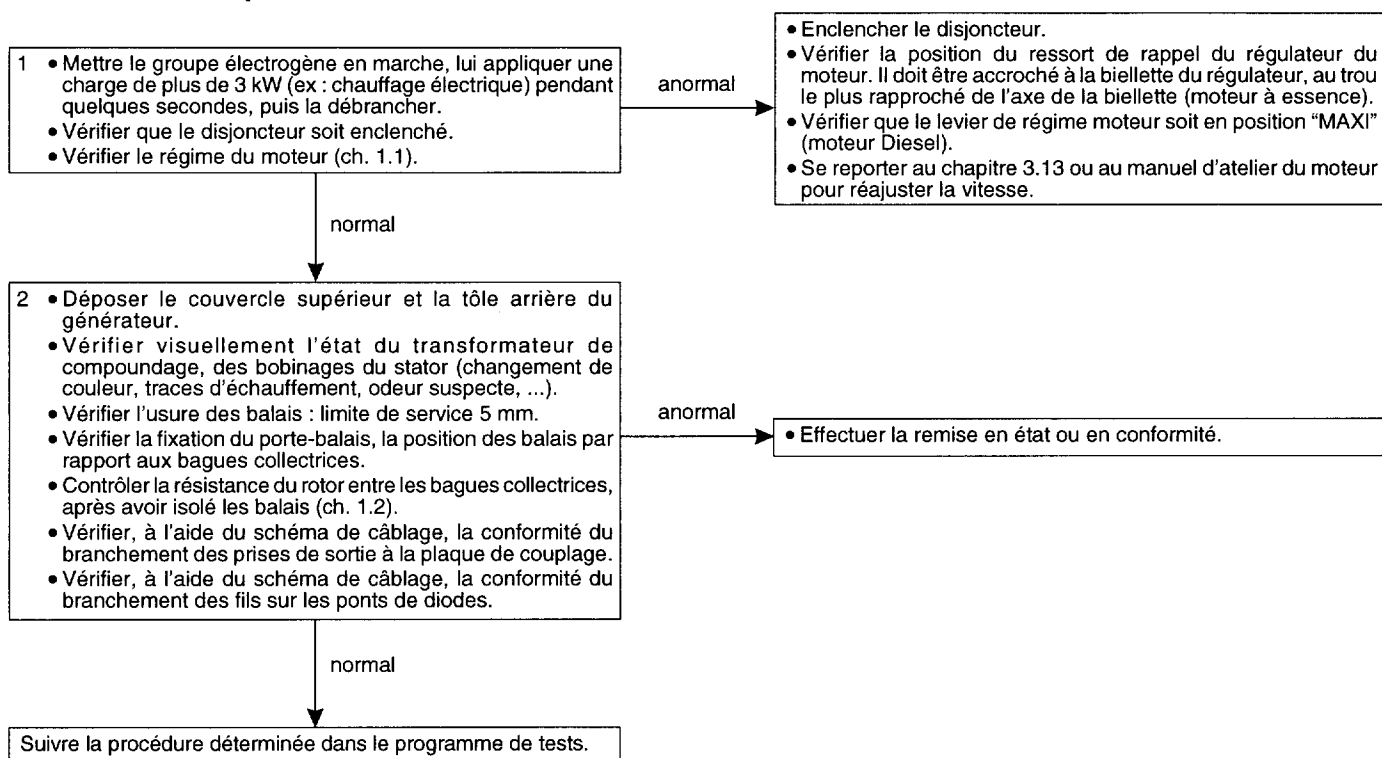 1 • Mettre le groupe électrogène en marche, lui appliquer une
charge de plus de 3 kW (ex : chauffage électrique) pendant
quelques secondes, puis la débrancher.
• Vérifier que le disjoncteur soit enclenché.
• Vérifier le régime du moteur (ch. 1.1).
anormal
• Enclencher le disjoncteur.
• Vérifier la position du ressort de rappel du régulateur du
moteur. Il doit être accroché à la biellette du régulateur, au trou
le plus rapproché de l'axe de la biellette (moteur à essence).
• Vérifier que le levier de régime moteur soit en position "MAXI"
(moteur Diesel).
• Se reporter au chapitre 3.13 ou au manuel d'atelier du moteur
pour réajuster la vitesse.
normal
2 • Déposer le couvercle supérieur et la tôle arrière du
générateur.
• Vérifier visuellement l'état du transformateur de
compoundage, des bobinages du stator (changement de
couleur, traces d'échauffement, odeur suspecte, ...).
• Vérifier l'usure des balais : limite de service 5 mm.
• Vérifier la fixation du porte-balais, la position des balais par
rapport aux bagues collectrices.
• Contrôler la résistance du rotor entre les bagues collectrices,
après avoir isolé les balais (ch. 1.2).
• Vérifier, à l'aide du schéma de câblage, la conformité du
branchement des prises de sortie à la plaque de couplage.
• Vérifier, à l'aide du schéma de câblage, la conformité du
branchement des fils sur les ponts de diodes.
anormal
• Effectuer la remise en état ou en conformité.
normal
Suivre la procédure déterminée dans le programme de tests.